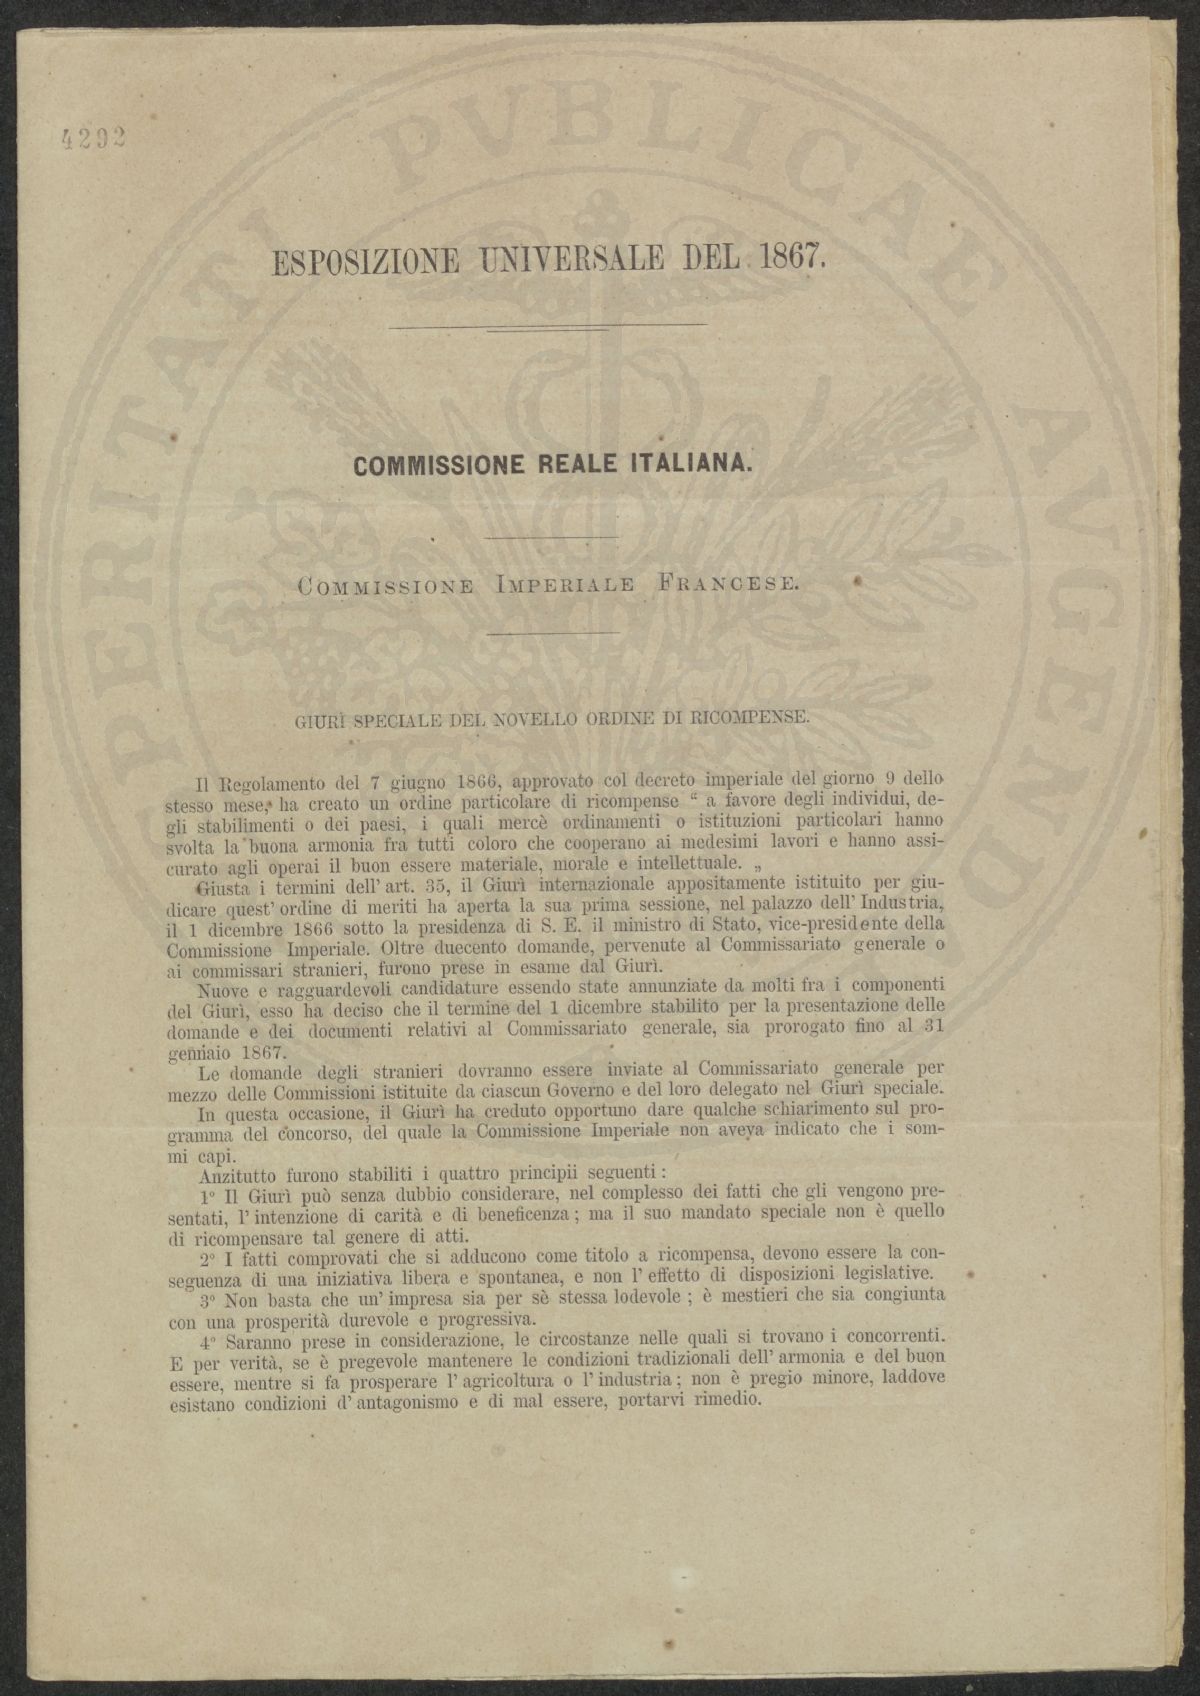 4292
ESPOSIZIONE UNIVERSALE DEL 1867.
COMMISSIONE REALE ITALIANA.
COMMISSIONE IMPERIALE FRANCESE.
GIURÌ SPECIALE DEL NOVELLO ORDINE DI RICOMPENSE.
Il Regolamento del 7 giugno 1866, approvato col decreto imperiale del giorno 9 dello
stesso mese, ha creato un ordine particolare di ricompense “ a favore degli individui, de-
gli stabilimenti o dei paesi, i quali mercè ordinamenti o istituzioni particolari hanno
svolta la buona armonia fra tutti coloro che cooperano ai medesimi lavori e hanno assi-
curato agli operai il buon essere materiale, morale e intellettuale. „
Giusta i termini dell' art. 35, il Giurì internazionale appositamente istituito per giu-
dicare quest' ordine di meriti ha aperta la sua prima sessione, nel palazzo dell' Industria,
il 1 dicembre 1866 sotto la presidenza di S. E. il ministro di Stato, vice-presidente della
Commissione Imperiale. Oltre duecento domande, pervenute al Commissariato generale o
ai commissari stranieri, furono prese in esame dal Giurì.
Nuove e ragguardevoli candidature essendo state annunziate da molti fra i componenti
del Giurì, esso ha deciso che il termine del 1 dicembre stabilito per la presentazione delle
domande e dei documenti relativi al Commissariato generale, sia prorogato fino al 31
gennaio 1867.
Le domande degli stranieri dovranno essere inviate al Commissariato generale per
mezzo delle Commissioni istituite da ciascun Governo e del loro delegato nel Giurì speciale.
In questa occasione, il Giurì ha creduto opportuno dare qualche schiarimento sul pro-
gramma del concorso, del quale la Commissione Imperiale non aveva indicato che i som-
mi capi.
Anzitutto furono stabiliti i quattro principii seguenti :
1° Il Giurì può senza dubbio considerare, nel complesso dei fatti che gli vengono pre-
sentati, l' intenzione di carità e di beneficenza ; ma il suo mandato speciale non è quello
di ricompensare tal genere di atti.
2° I fatti comprovati che si adducono come titolo a ricompensa, devono essere la con-
seguenza di una iniziativa libera e spontanea, e non l' effetto di disposizioni legislative.
3° Non basta che un' impresa sia per sè stessa lodevole ; è mestieri che sia congiunta
con una prosperità durevole e progressiva.
4° Saranno prese in considerazione, le circostanze nelle quali si trovano i concorrenti.
E per verità, se è pregevole mantenere le condizioni tradizionali dell' armonia e del buon
essere, mentre si fa prosperare l' agricoltura o l' industria ; non è pregio minore, laddove
esistano condizioni d' antagonismo e di mal essere, portarvi rimedio.
PERITATI PVBLICAE AVGEND